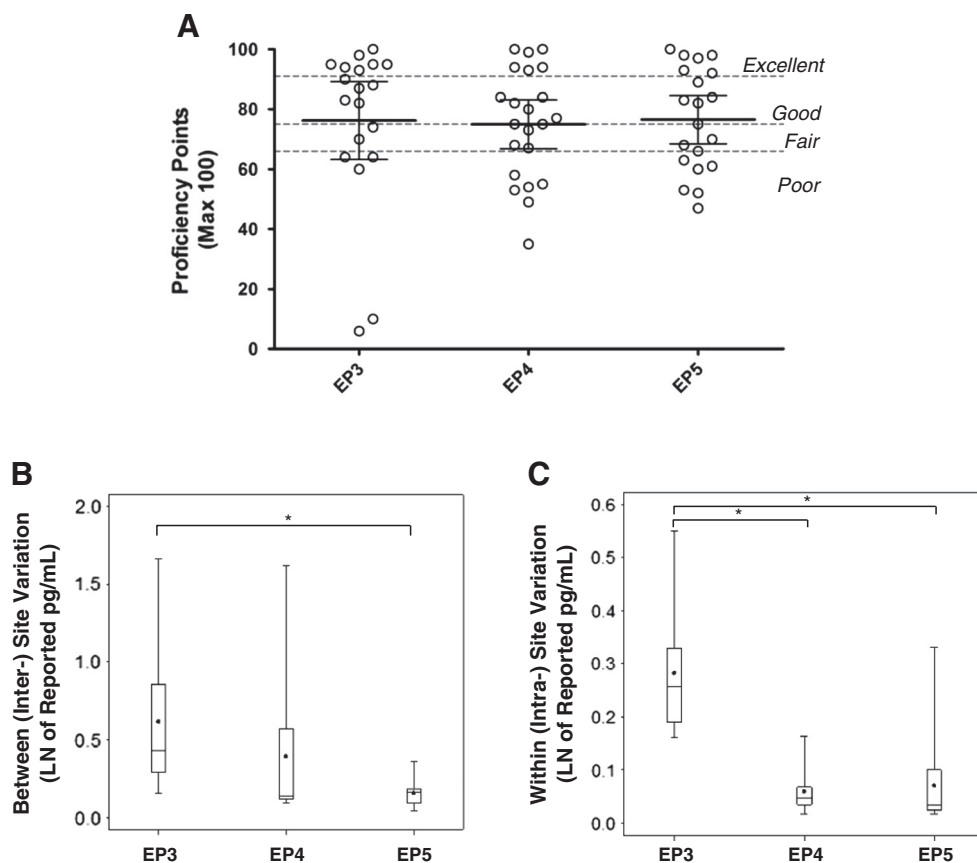 A
Proficiency Points
(Max 100)
100
80
60
40
20
0
Excellent
Good
Fair
Poor
EP3
EP4
EP5
B
Between (Inter-) Site Variation
(LN of Reported pg/mL)
2.0
1.5
1.0
0.5
0.0
*
EP3
EP4
EP5
C
Within (Intra-) Site Variation
(LN of Reported pg/mL)
0.6
0.5
0.4
0.3
0.2
0.1
0.0
*
*
EP3
EP4
EP5